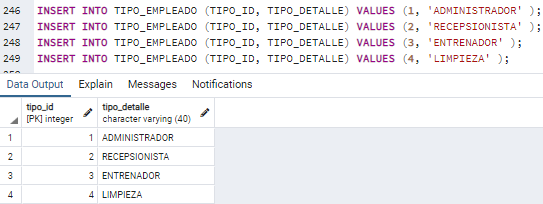 246 INSERT INTO TIPO_EMPLEADO (TIPO_ID, TIPO_DETALLE) VALUES (1, 'ADMINISTRADOR' );
247 INSERT INTO TIPO_EMPLEADO (TIPO_ID, TIPO_DETALLE) VALUES (2, 'RECEPSIONISTA' );
248 INSERT INTO TIPO_EMPLEADO (TIPO_ID, TIPO_DETALLE) VALUES (3, 'ENTRENADOR' );
249 INSERT INTO TIPO_EMPLEADO (TIPO_ID, TIPO_DETALLE) VALUES (4, 'LIMPIEZA' );
Data Output Explain Messages Notifications
tipo_id tipo_detalle
[PK] integer character varying (40)
1 1 ADMINISTRADOR
2 2 RECEPSIONISTA
3 3 ENTRENADOR
4 4 LIMPIEZA